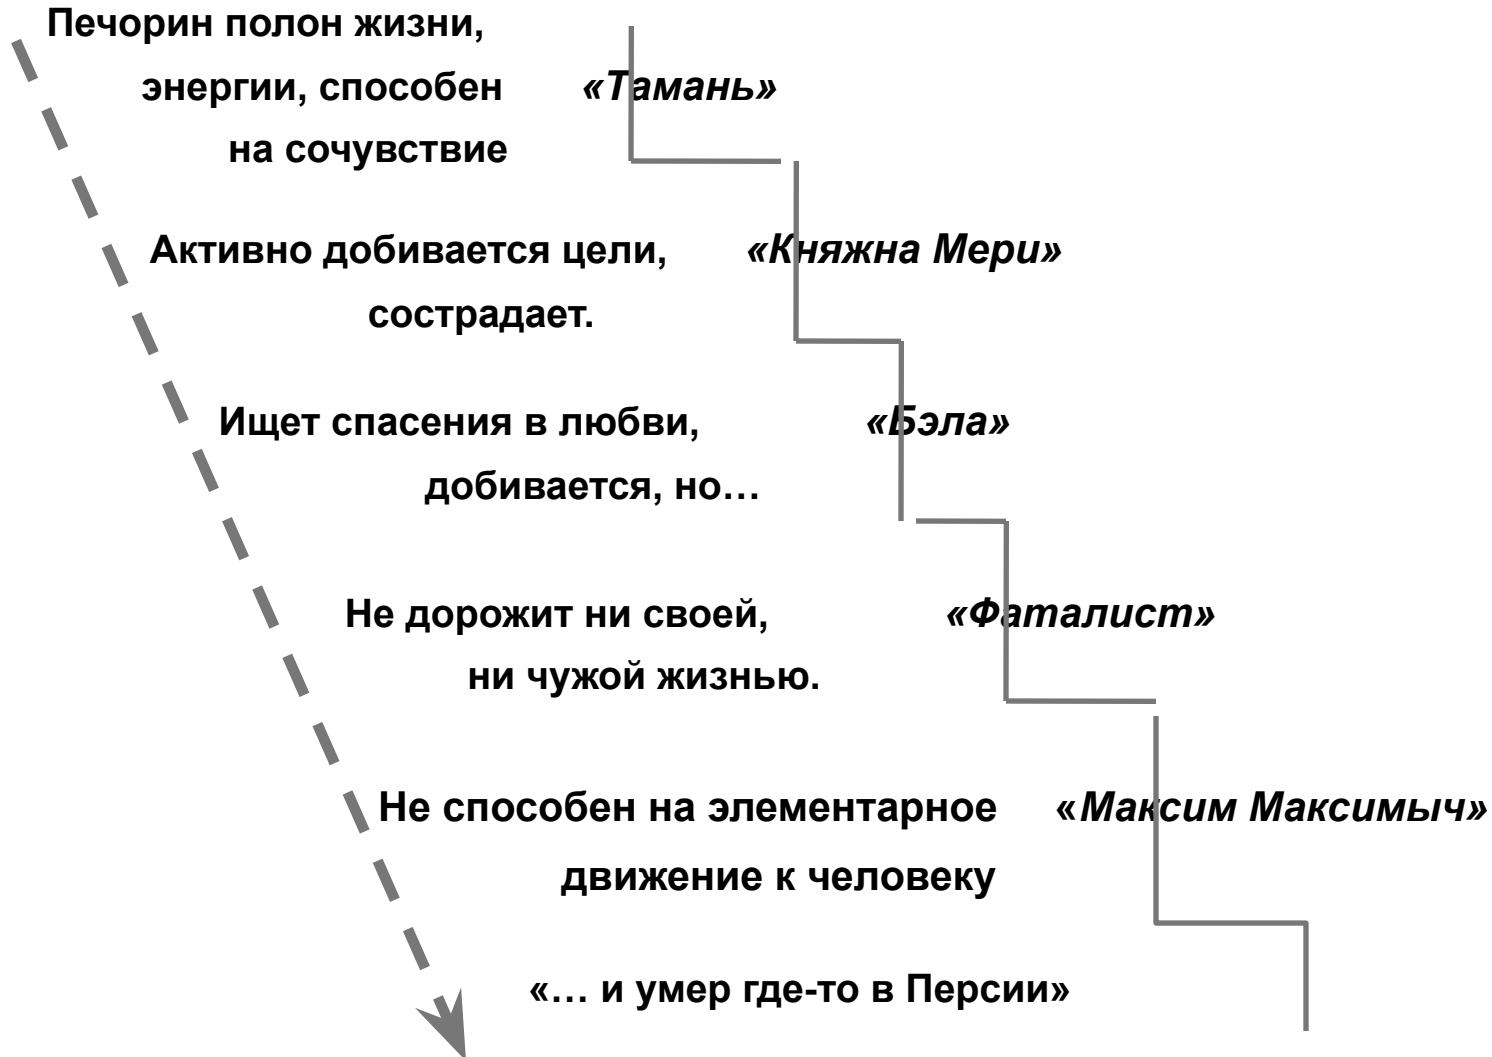 Печорин полон жизни,
энергии, способен «Тамань»
на сочувствие
Активно добивается цели, «Княжна Мери»
сострадает.
Ищет спасения в любви, «Бэла»
добивается, но…
Не дорожит ни своей, «Фаталист»
ни чужой жизнью.
Не способен на элементарное «Максим Максимыч»
движение к человеку
«… и умер где-то в Персии»